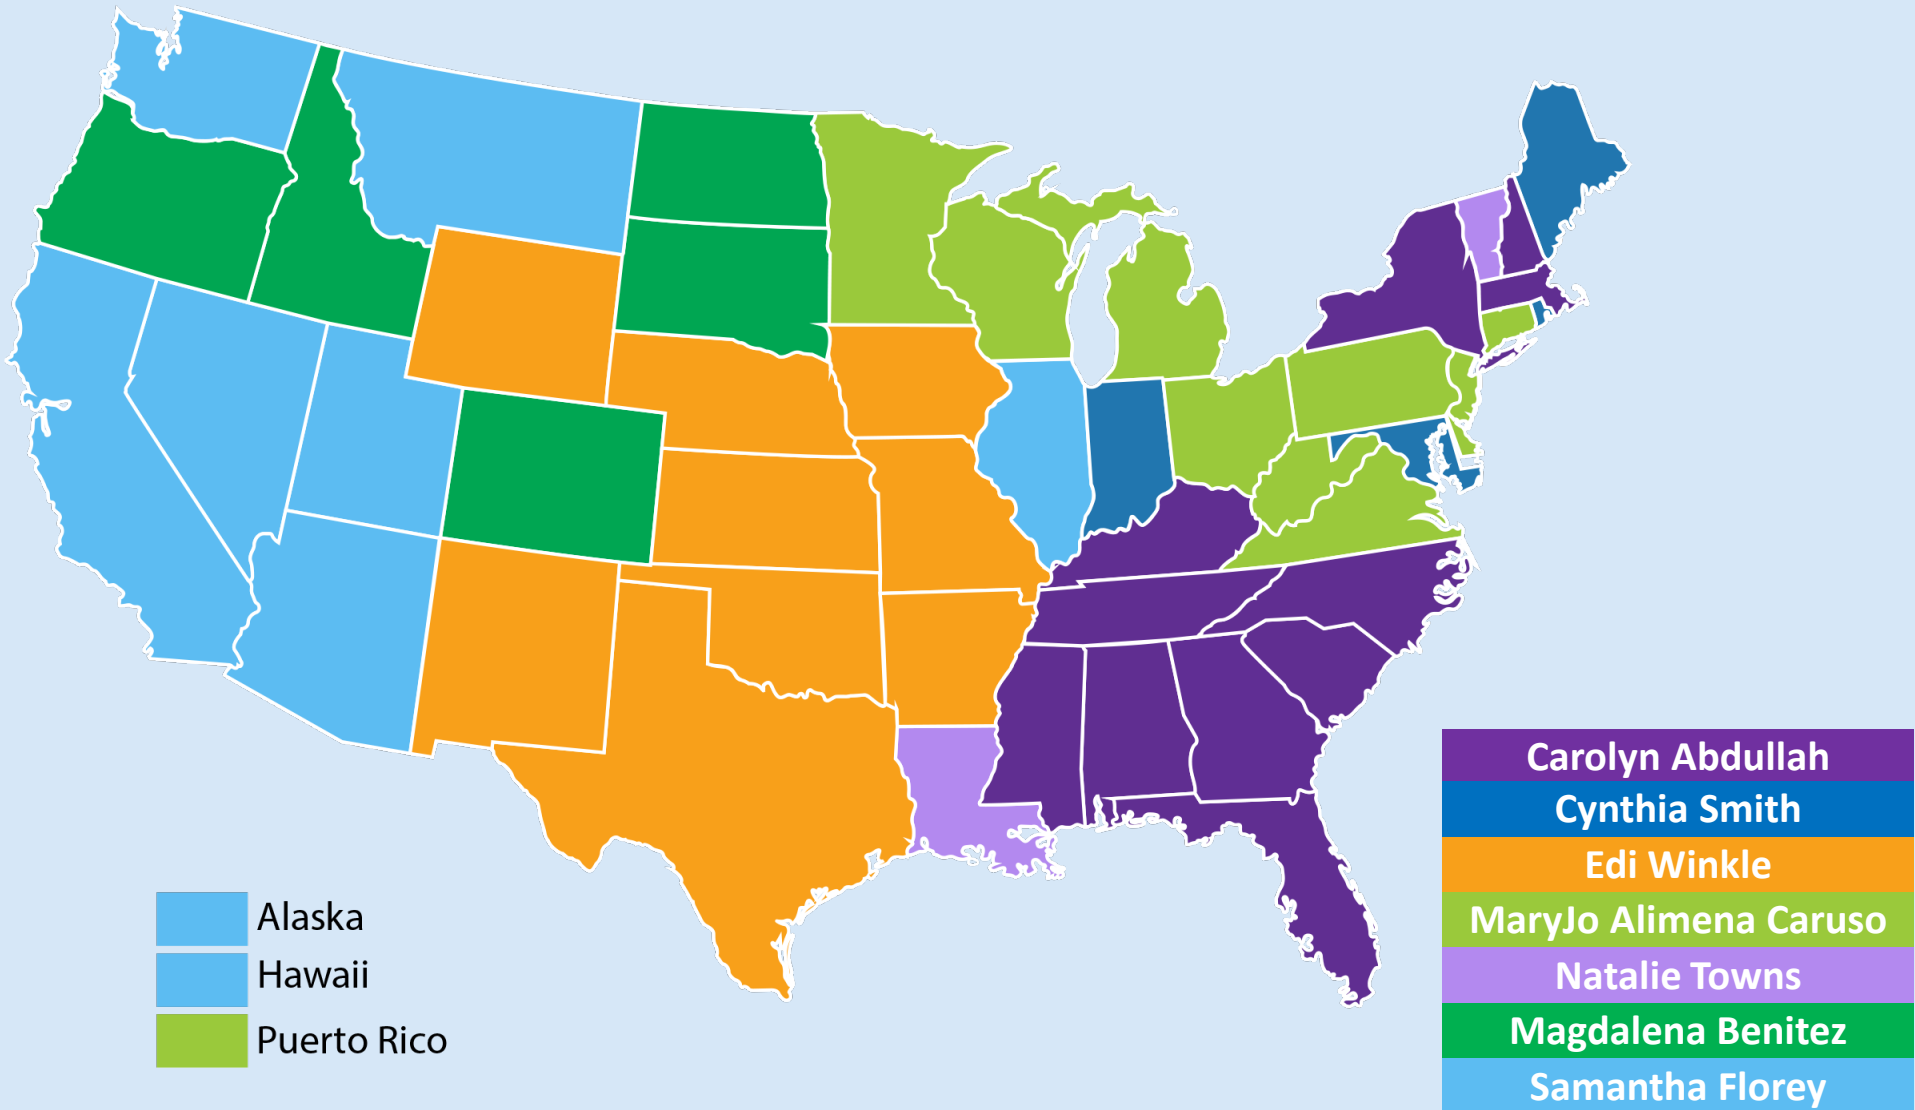 Alaska
Hawaii
Puerto Rico
Carolyn Abdullah
Cynthia Smith
Edi Winkle
MaryJo Alimena Caruso
Natalie Towns
Magdalena Benitez
Samantha Florey